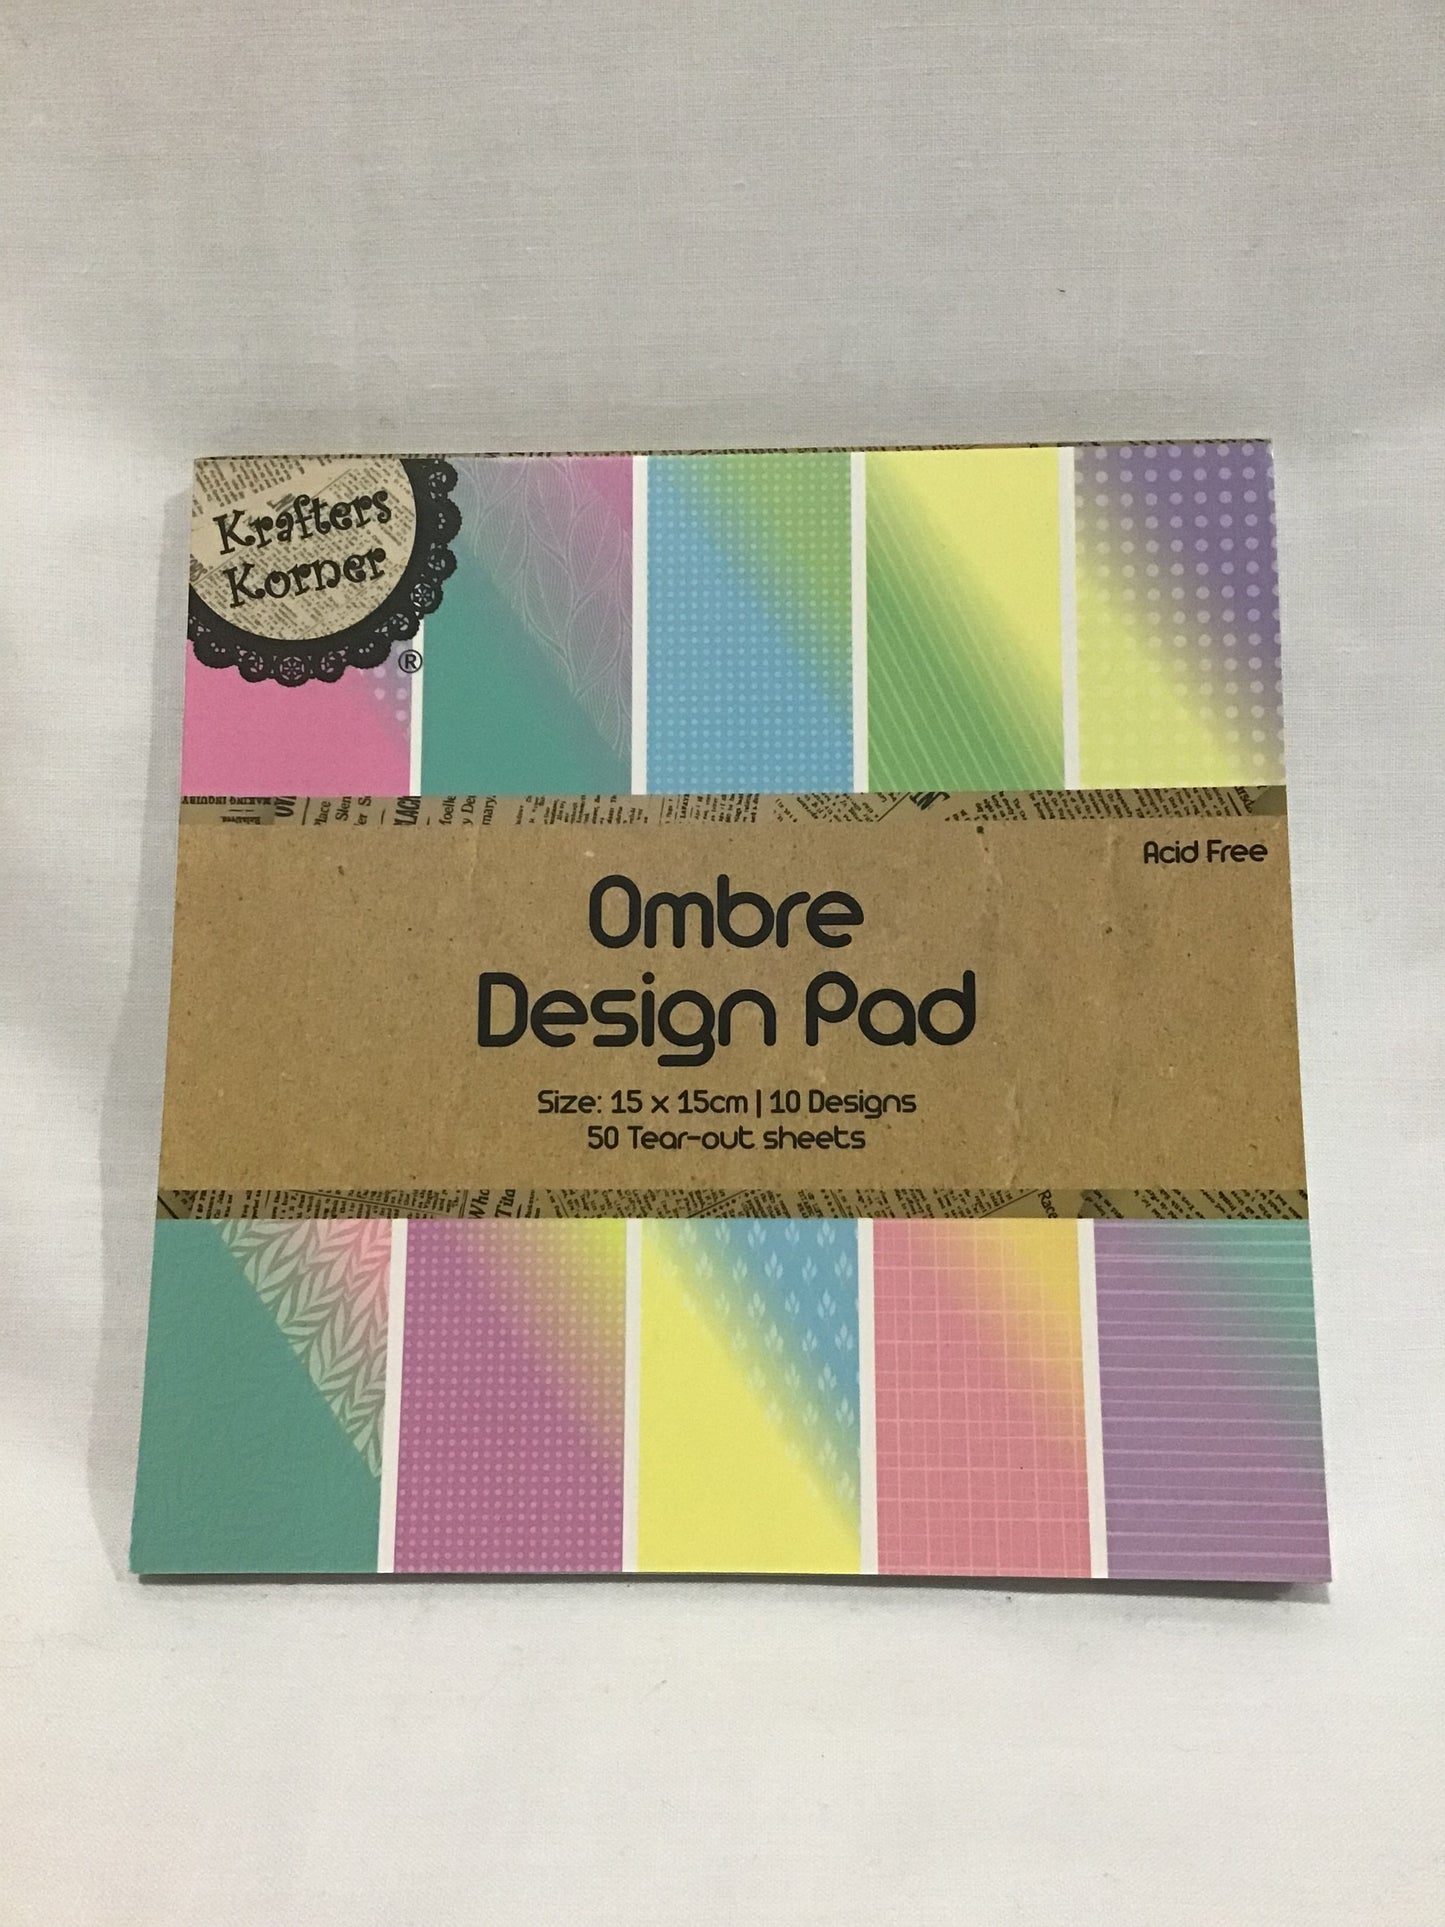 Krafters
Korner
®
Acid Free
Ombre
Design Pad
Size: 15 x 15cm | 10 Designs
50 Tear-out sheets